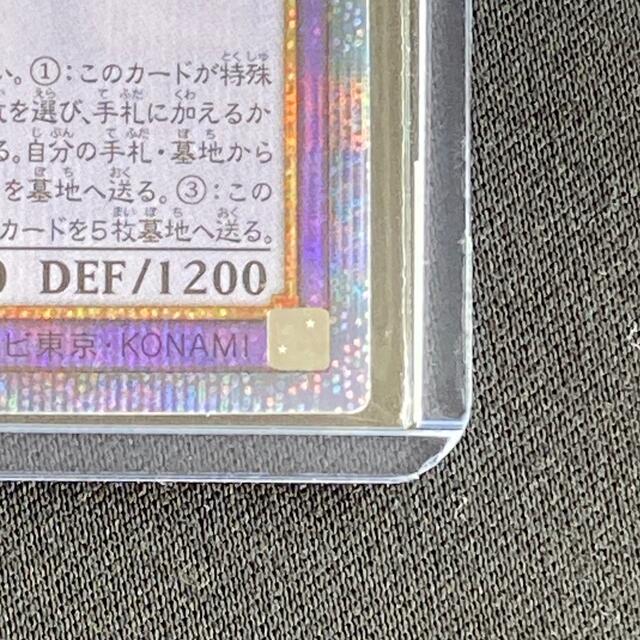 い。①:このカードが特殊
枚を選び、手札に加えるか
る。自分の手札・墓地から
を墓地へ送る。③:この
カードを5枚墓地へ送る。
0 DEF/1200
ビ東京・KONAMI